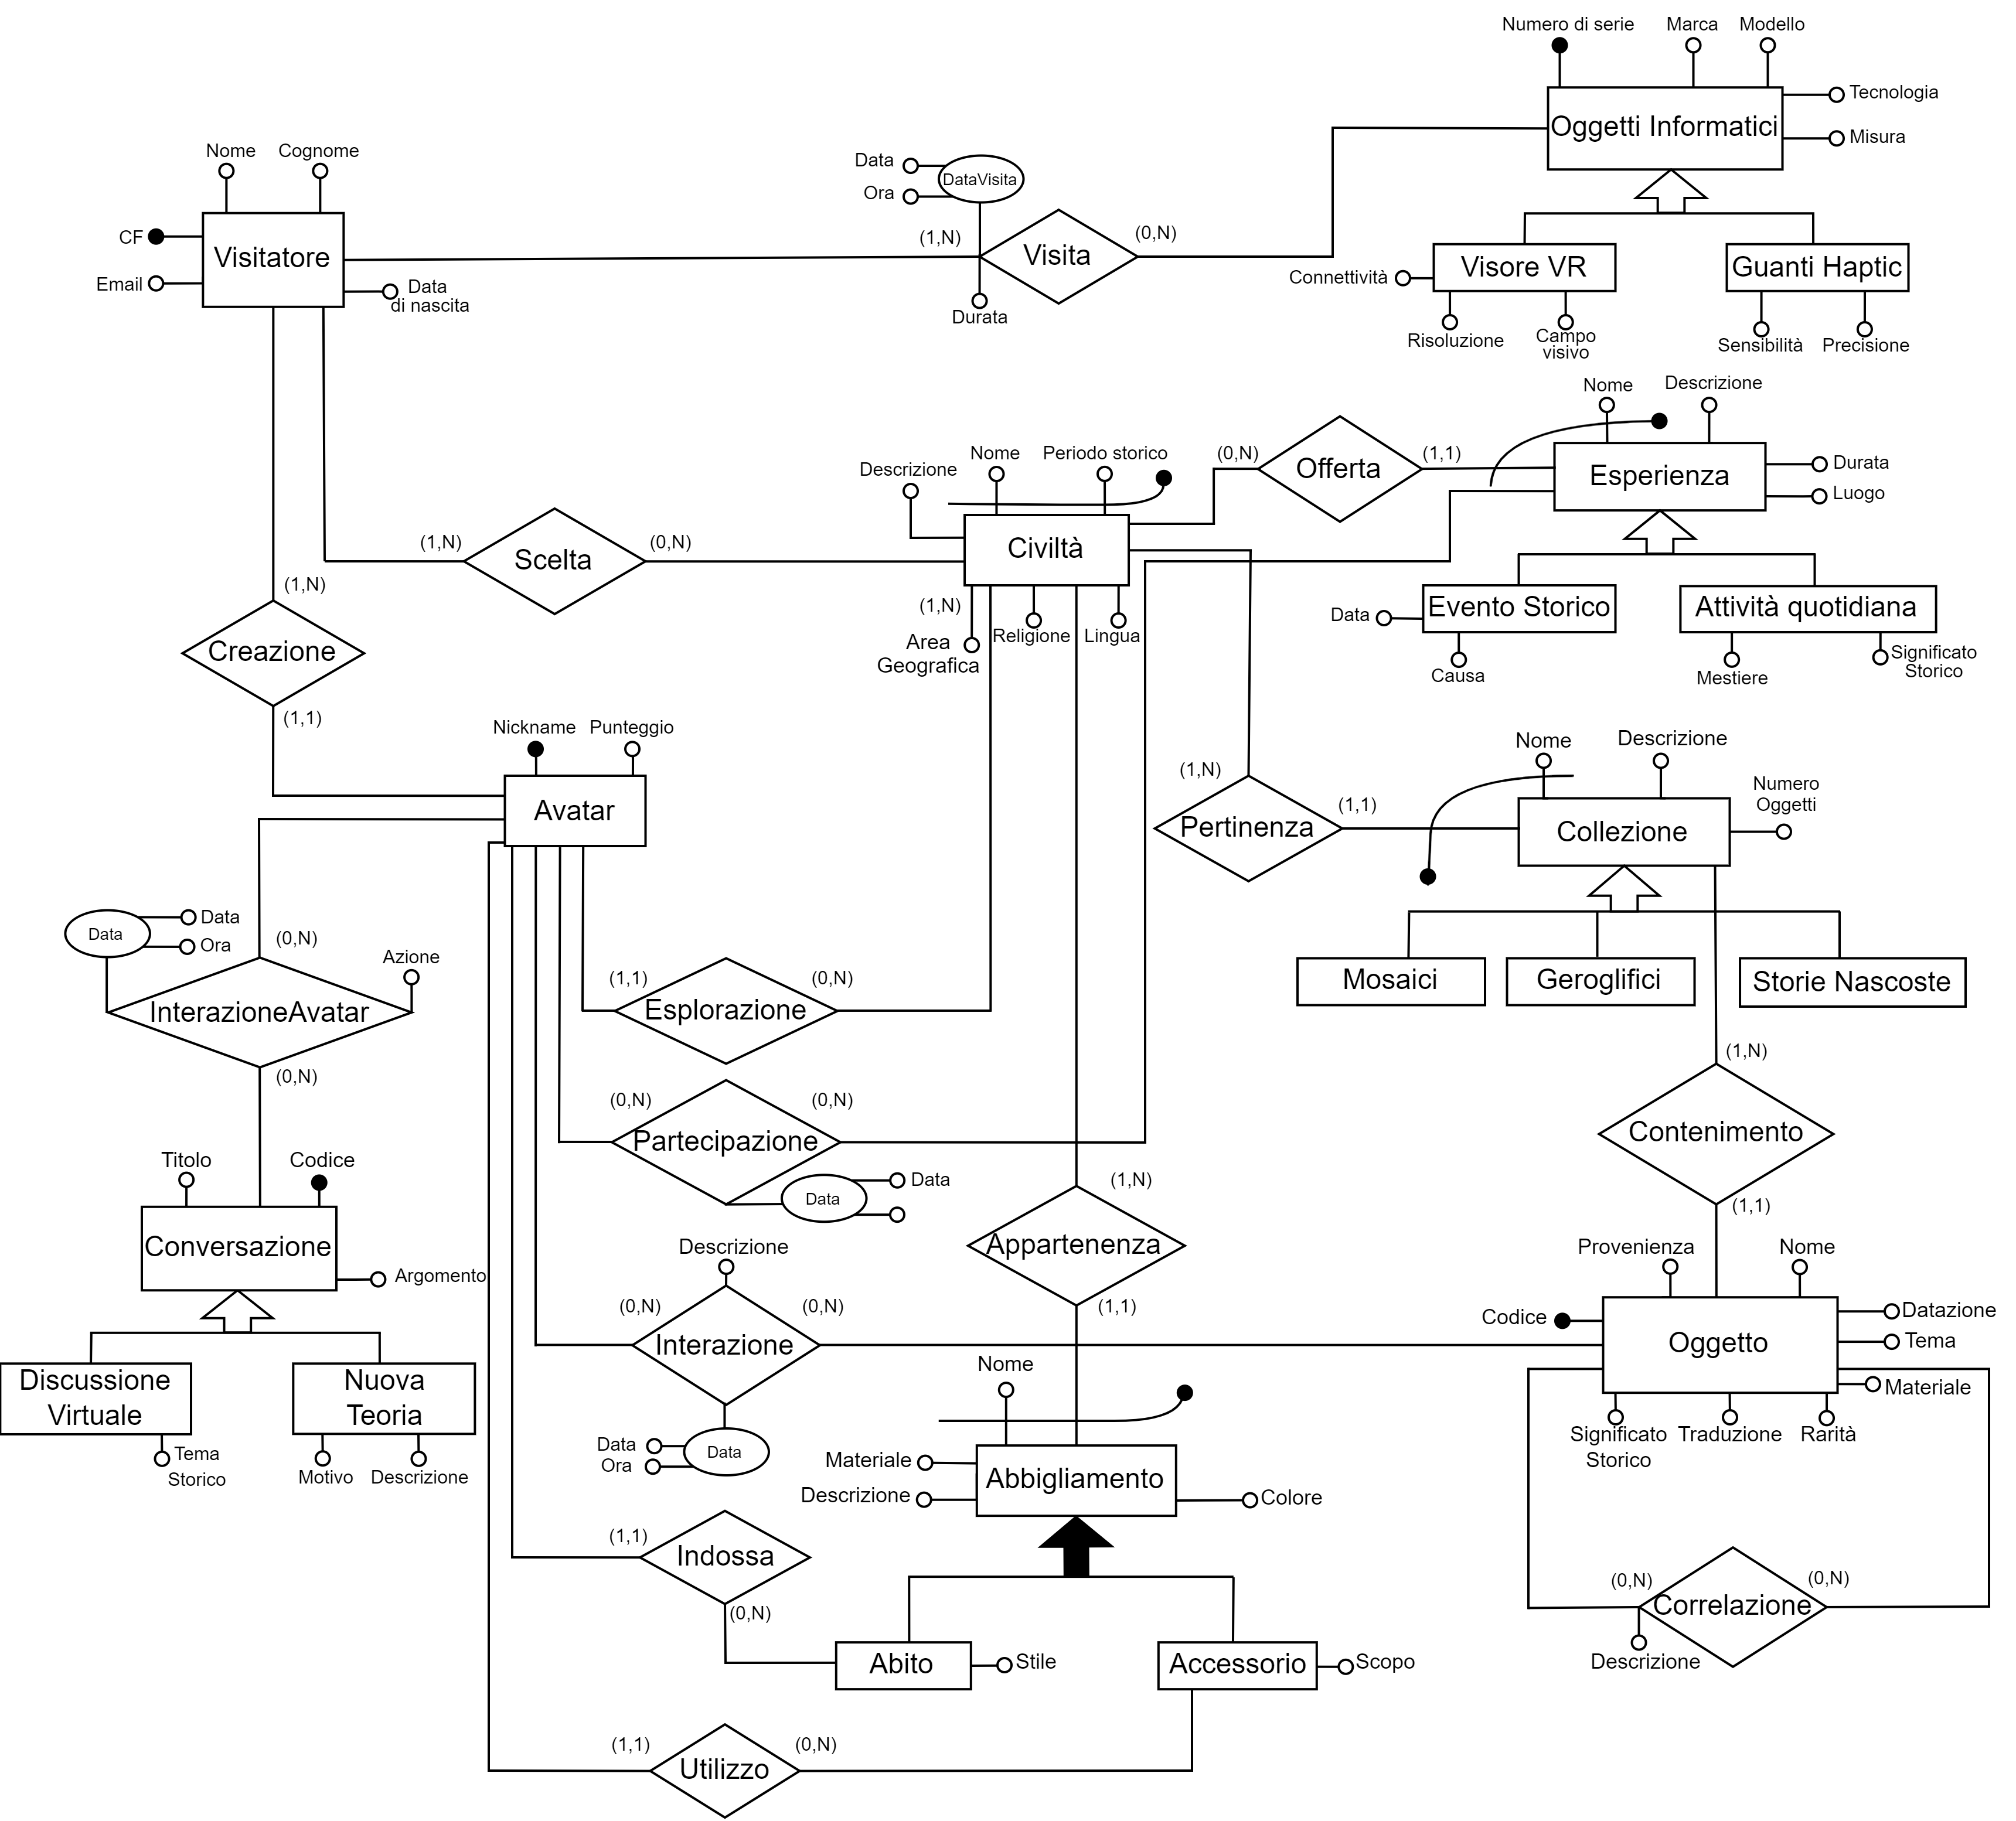 Numero di serie
Marca
Modello
Tecnologia
Oggetti Informatici
Misura
Nome
Cognome
Data
DataVisita
Ora
CF
Visitatore
(1,N)
Visita
(0,N)
Email
Data
di nascita
Durata
Visore VR
Guanti Haptic
Connettività
Risoluzione
Campo
visivo
Sensibilità
Precisione
Nome
Descrizione
Offerta
(0,N)
(1,1)
Esperienza
Durata
Luogo
Descrizione
Nome
Periodo storico
Civiltà
(1,N)
Scelta
(0,N)
(1,N)
Creazione
(1,1)
(1,N)
Area
Geografica
Religione
Lingua
Evento Storico
Attività quotidiana
Data
Causa
Mestiere
Significato
Storico
Nickname
Punteggio
Avatar
(1,N)
Pertinenza
(1,1)
Nome
Descrizione
Numero
Oggetti
Collezione
Mosaici
Geroglifici
Storie Nascoste
Data
Data
Ora
(0,N)
Azione
InterazioneAvatar
(0,N)
(1,1)
Esplorazione
(0,N)
(0,N)
Partecipazione
(0,N)
Data
Data
(1,N)
Contenimento
(1,1)
Titolo
Codice
Conversazione
Argomento
Discussione
Virtuale
Nuova
Teoria
Tema
Storico
Motivo
Descrizione
Descrizione
(0,N)
Interazione
(0,N)
Data
Ora
Data
(1,N)
Appartenenza
(1,1)
Provenienza
Nome
Codice
Oggetto
Datazione
Tema
Materiale
Significato
Storico
Traduzione
Rarità
Nome
Materiale
Descrizione
Abbigliamento
Colore
(1,1)
Indossa
(0,N)
Abito
Stile
Accessorio
Scopo
(0,N)
Correlazione
(0,N)
Descrizione
(1,1)
Utilizzo
(0,N)